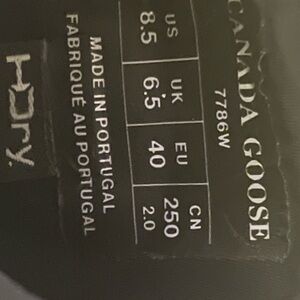 CANADA GOOSE
7786W
US UK EU CN
8.5 6.5 40 250
2.0
MADE IN PORTUGAL
FABRIQUÉ AU PORTUGAL
HDry.